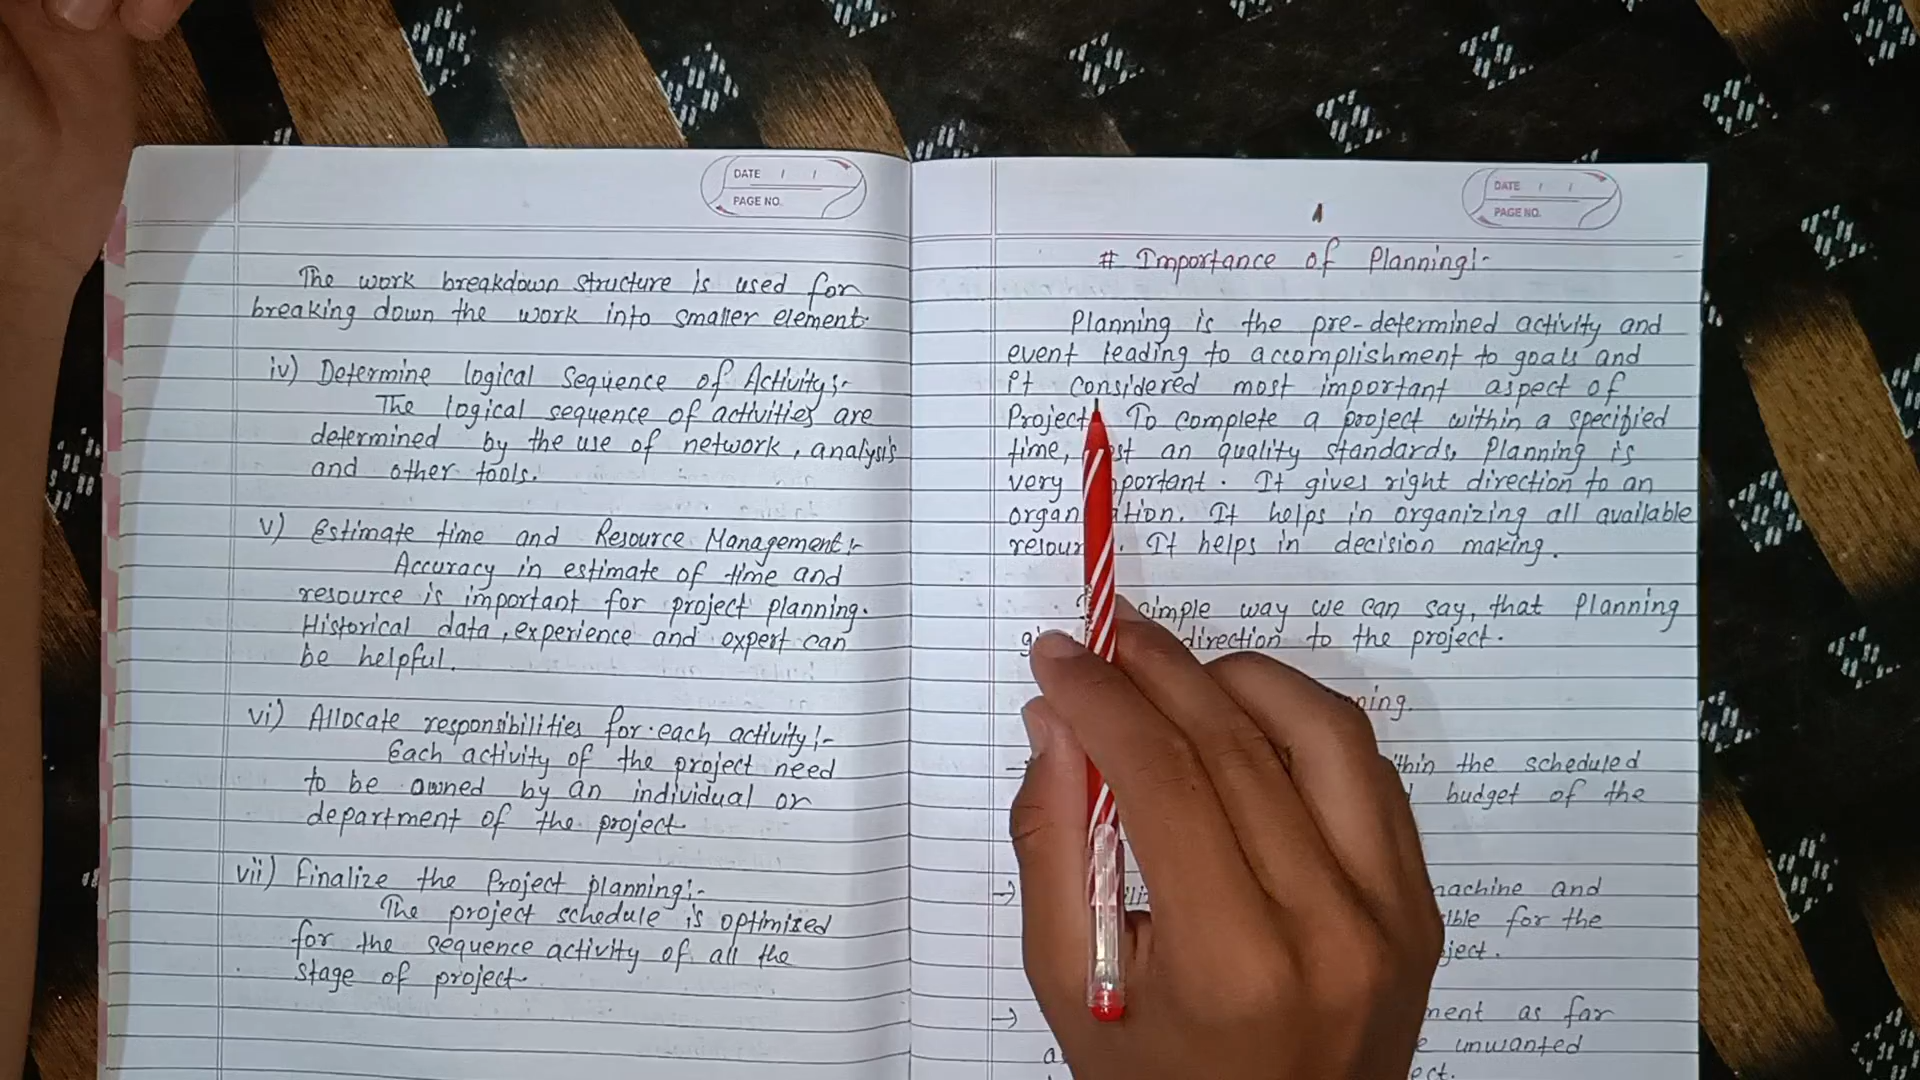 DATE / /
PAGE NO.
The work breakdown structure is used for
breaking down the work into smaller element.
iv) Determine logical Sequence of Activity:-
The logical sequence of activities are
determined by the use of network, analysis
and other tools.
v) Estimate time and Resource Management:-
Accuracy in estimate of time and
resource is important for project planning.
Historical data, experience and expert can
be helpful.
vi) Allocate responsibilities for each activity:-
Each activity of the project need
to be owned by an individual or
department of the project
vii) Finalize the Project planning:-
The project schedule is optimized
for the sequence activity of all the
stage of project
DATE / /
PAGE NO.
# Importance of Planning:-
Planning is the pre-determined activity and
event leading to accomplishment to goals and
it considered most important aspect of
Project. To complete a project within a specified
time, an quality standards, Planning is
very. It gives right direction to an
It helps in organizing all available
It helps in decision making.
simple way we can say, that Planning
direction to the project.
the scheduled
budget of the
→ machine and
for the
→ as far
unwanted